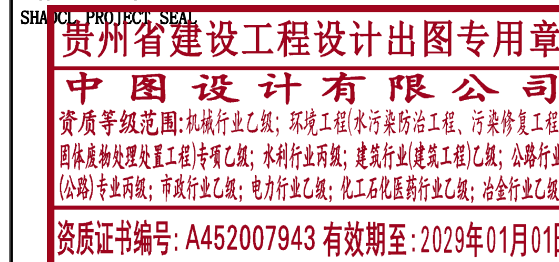 SHADCL PROJECT SEAL
贵州省建设工程设计出图专用章
中图设计有限公司
资质等级范围:机械行业乙级；环境工程(水污染防治工程、污染修复工程
固体废物处理处置工程)专项乙级；水利行业丙级；建筑行业(建筑工程)乙级；公路行业
(公路)专业丙级；市政行业乙级；电力行业乙级；化工石化医药行业乙级；冶金行业乙级
资质证书编号: A452007943 有效期至:2029年01月01日